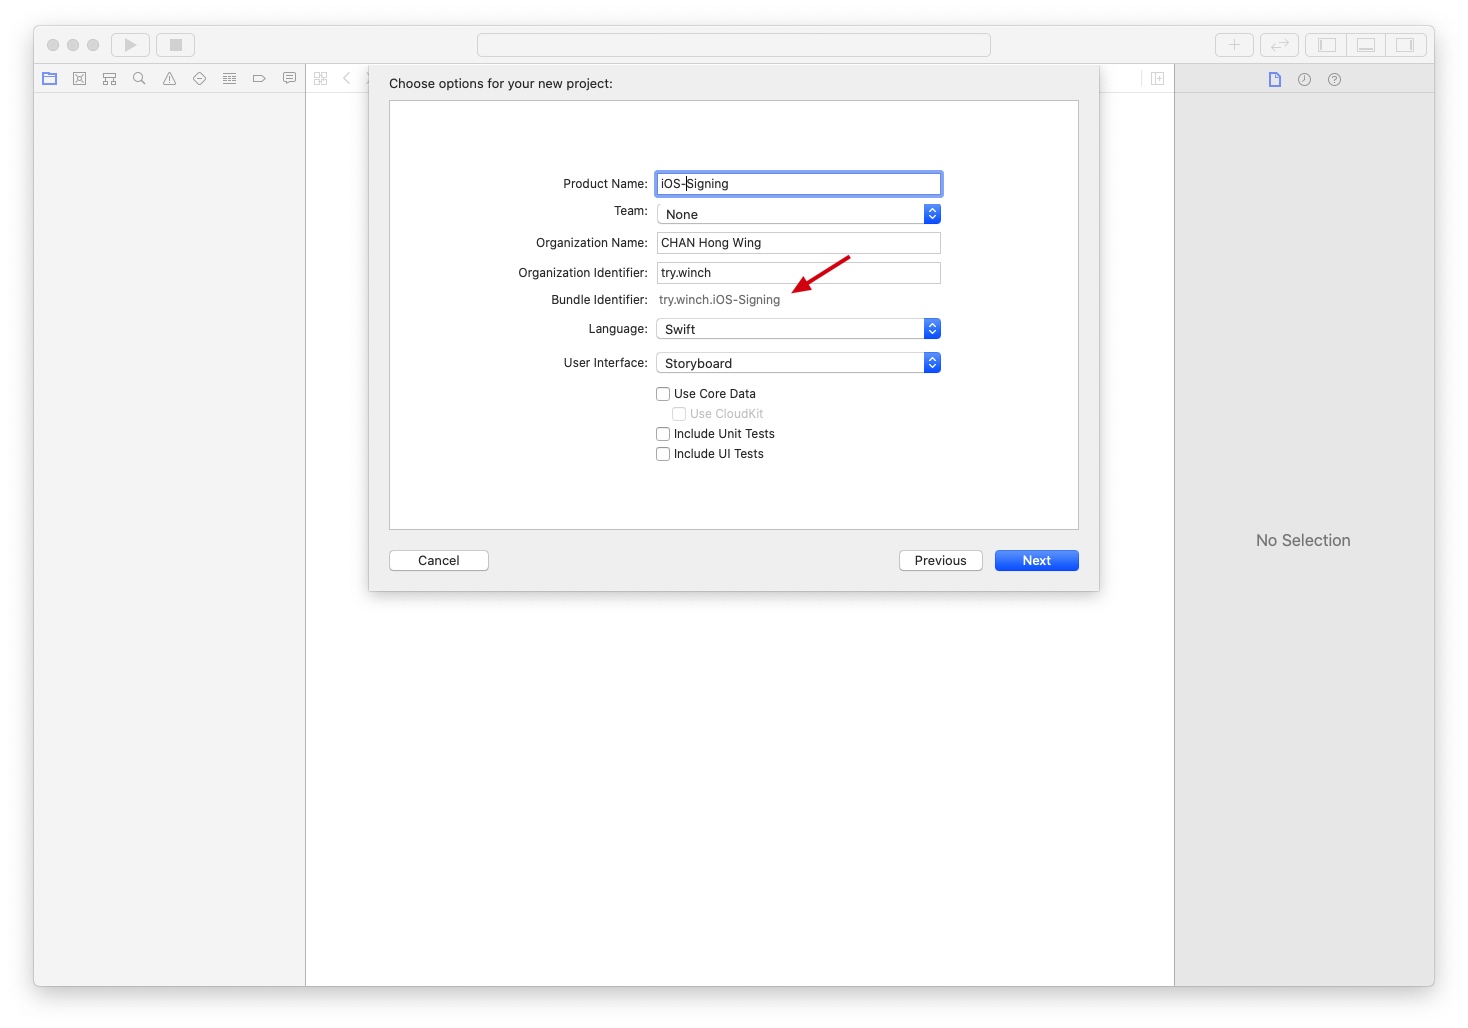 Choose options for your new project:
Product Name: iOS-Signing
Team: None
Organization Name: CHAN Hong Wing
Organization Identifier: try.winch
Bundle Identifier: try.winch.iOS-Signing
Language: Swift
User Interface: Storyboard
Use Core Data
Use CloudKit
Include Unit Tests
Include UI Tests
No Selection
Cancel Previous Next